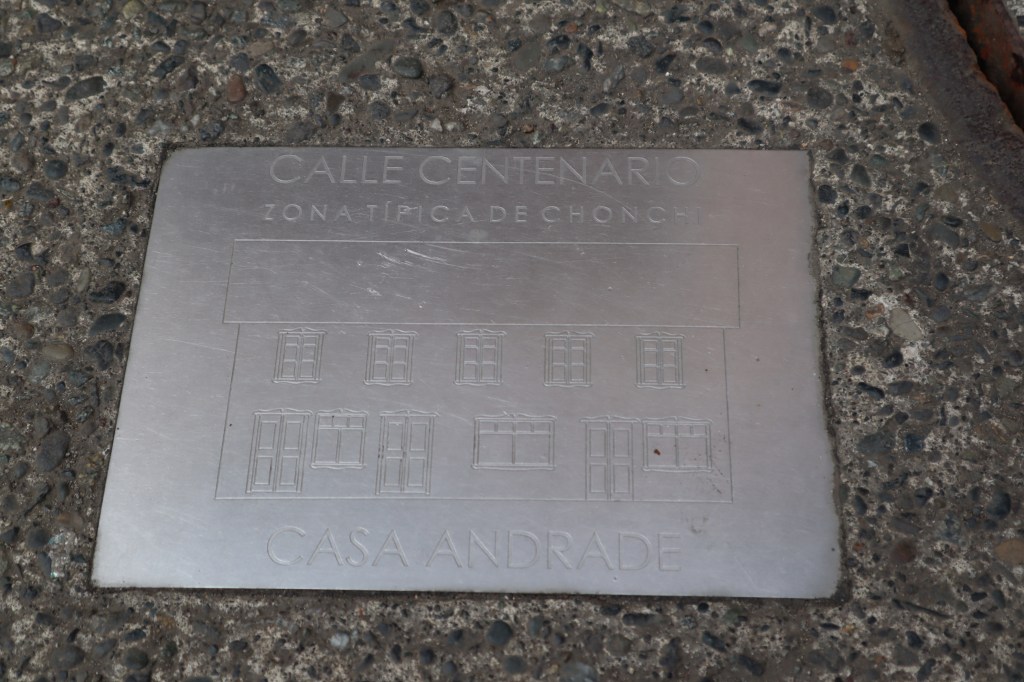 CALLE CENTENARIO
ZONA TÍPICA DE CHONCHI
CASA ANDRADE